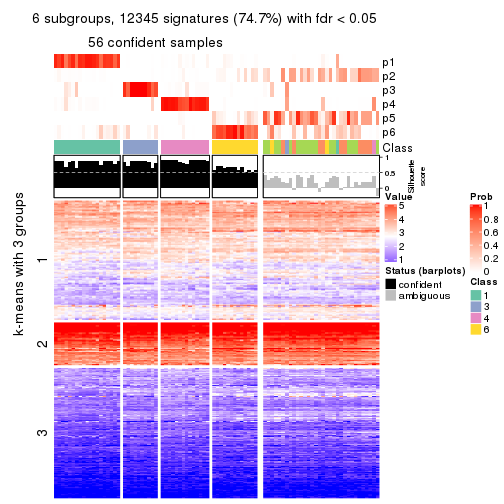 6 subgroups, 12345 signatures (74.7%) with fdr < 0.05
56 confident samples
p1
p2
p3
p4
p5
p6
Class
1
0.5
0
Silhouette
score
k-means with 3 groups
1
2
3
Value
5
4
3
2
1
Status (barplots)
confident
ambiguous
Prob
1
0.8
0.6
0.4
0.2
0
Class
1
3
4
6